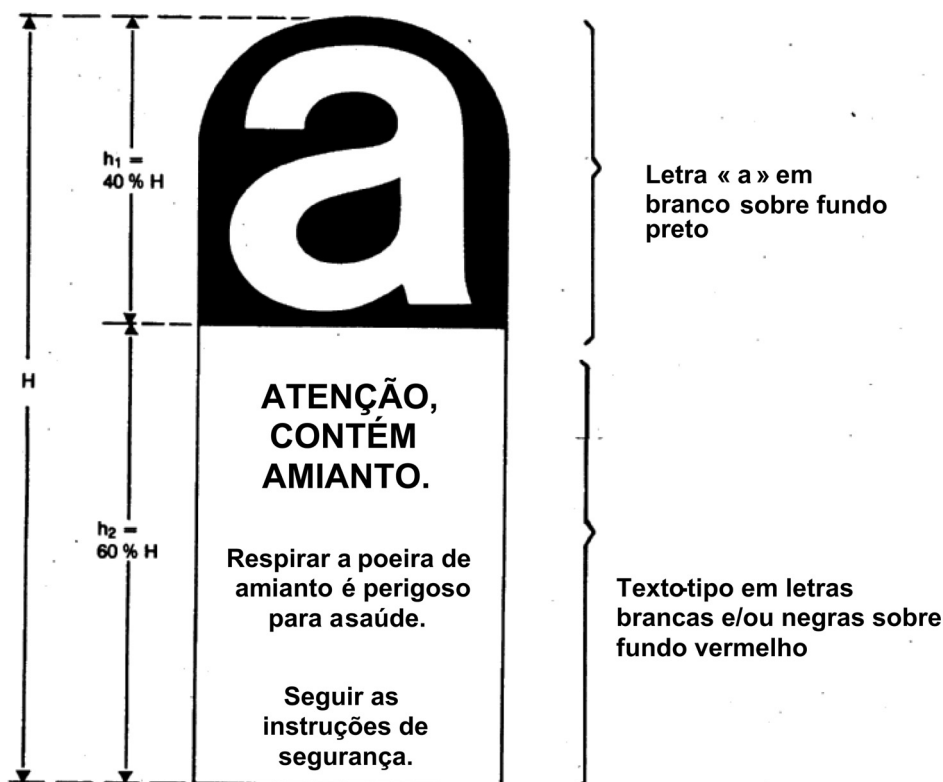 h₁ =
40 % H
a
Letra « a » em
branco sobre fundo
preto
H
ATENÇÃO,
CONTÉM
AMIANTO.
h₂ =
60 % H
Respirar a poeira de
amianto é perigoso
para asaúde.
Texto-tipo em letras
brancas e/ou negras sobre
fundo vermelho
Seguir as
instruções de
segurança.